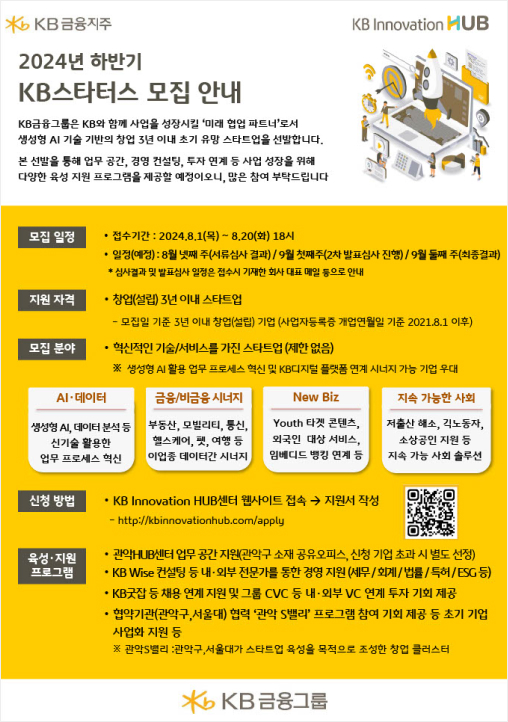 KB 금융지주
KB Innovation HUB
2024년 하반기
KB스타터스 모집 안내
KB금융그룹은 KB와 함께 사업을 성장시킬 ‘미래 협업 파트너’로서
생성형 AI 기술 기반의 창업 3년 이내 초기 유망 스타트업을 선발합니다.
본 선발을 통해 업무 공간, 경영 컨설팅, 투자 연계 등 사업 성장을 위해
다양한 육성 지원 프로그램을 제공할 예정이오니, 많은 참여 부탁드립니다
모집 일정
• 접수기간 : 2024.8.1(목) ~ 8.20(화) 18시
• 일정(예정) : 8월 넷째 주(서류심사 결과) / 9월 첫째주(2차 발표심사 진행) / 9월 둘째 주(최종결과)
* 심사결과 및 발표심사 일정은 접수시 기재한 회사 대표 메일 등으로 안내
지원 자격
• 창업(설립) 3년 이내 스타트업
- 모집일 기준 3년 이내 창업(설립) 기업 (사업자등록증 개업연월일 기준 2021.8.1 이후)
모집 분야
• 혁신적인 기술/서비스를 가진 스타트업 (제한 없음)
※ 생성형 AI 활용 업무 프로세스 혁신 및 KB디지털 플랫폼 연계 시너지 가능 기업 우대
AI·데이터
생성형 AI, 데이터 분석 등
신기술 활용한
업무 프로세스 혁신
금융/비금융 시너지
부동산, 모빌리티, 통신,
헬스케어, 펫, 여행 등
이업종 데이터간 시너지
New Biz
Youth 타겟 콘텐츠,
외국인 대상 서비스,
임베디드 뱅킹 연계 등
지속 가능한 사회
저출산 해소, 긱노동자,
소상공인 지원 등
지속 가능 사회 솔루션
신청 방법
• KB Innovation HUB센터 웹사이트 접속 → 지원서 작성
- http://kbinnovationhub.com/apply
육성·지원
프로그램
• 관악HUB센터 업무 공간 지원(관악구 소재 공유오피스, 신청 기업 초과 시 별도 선정)
• KB Wise 컨설팅 등 내·외부 전문가를 통한 경영 지원 (세무 / 회계 / 법률 / 특허 / ESG 등)
• KB굿잡 등 채용 연계 지원 및 그룹 CVC 등 내·외부 VC 연계 투자 기회 제공
• 협약기관(관악구,서울대) 협력 ‘관악 S밸리’ 프로그램 참여 기회 제공 등 초기 기업
사업화 지원 등
※ 관악S밸리 :관악구,서울대가 스타트업 육성을 목적으로 조성한 창업 클러스터
KB 금융그룹